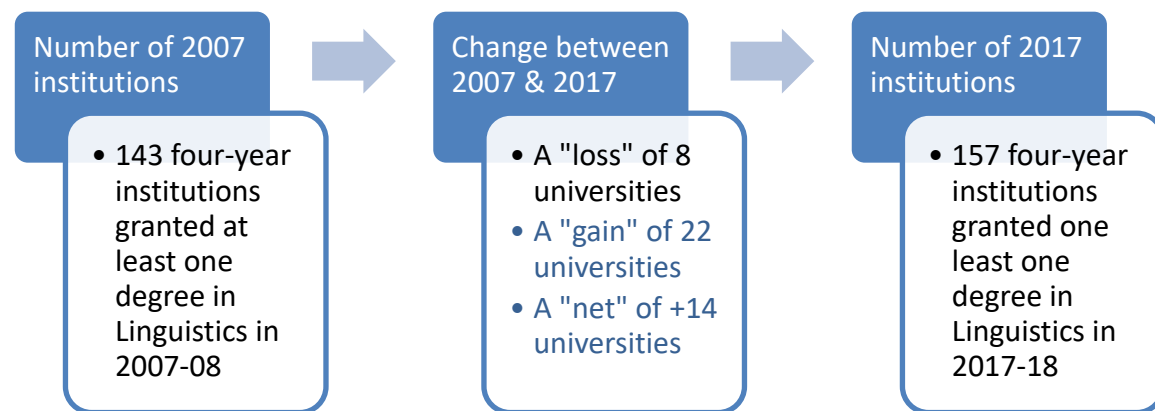 Number of 2007
institutions
• 143 four-year
institutions
granted at
least one
degree in
Linguistics in
2007-08
Change between
2007 & 2017
• A "loss" of 8
universities
• A "gain" of 22
universities
• A "net" of +14
universities
Number of 2017
institutions
• 157 four-year
institutions
granted one
least one
degree in
Linguistics in
2017-18